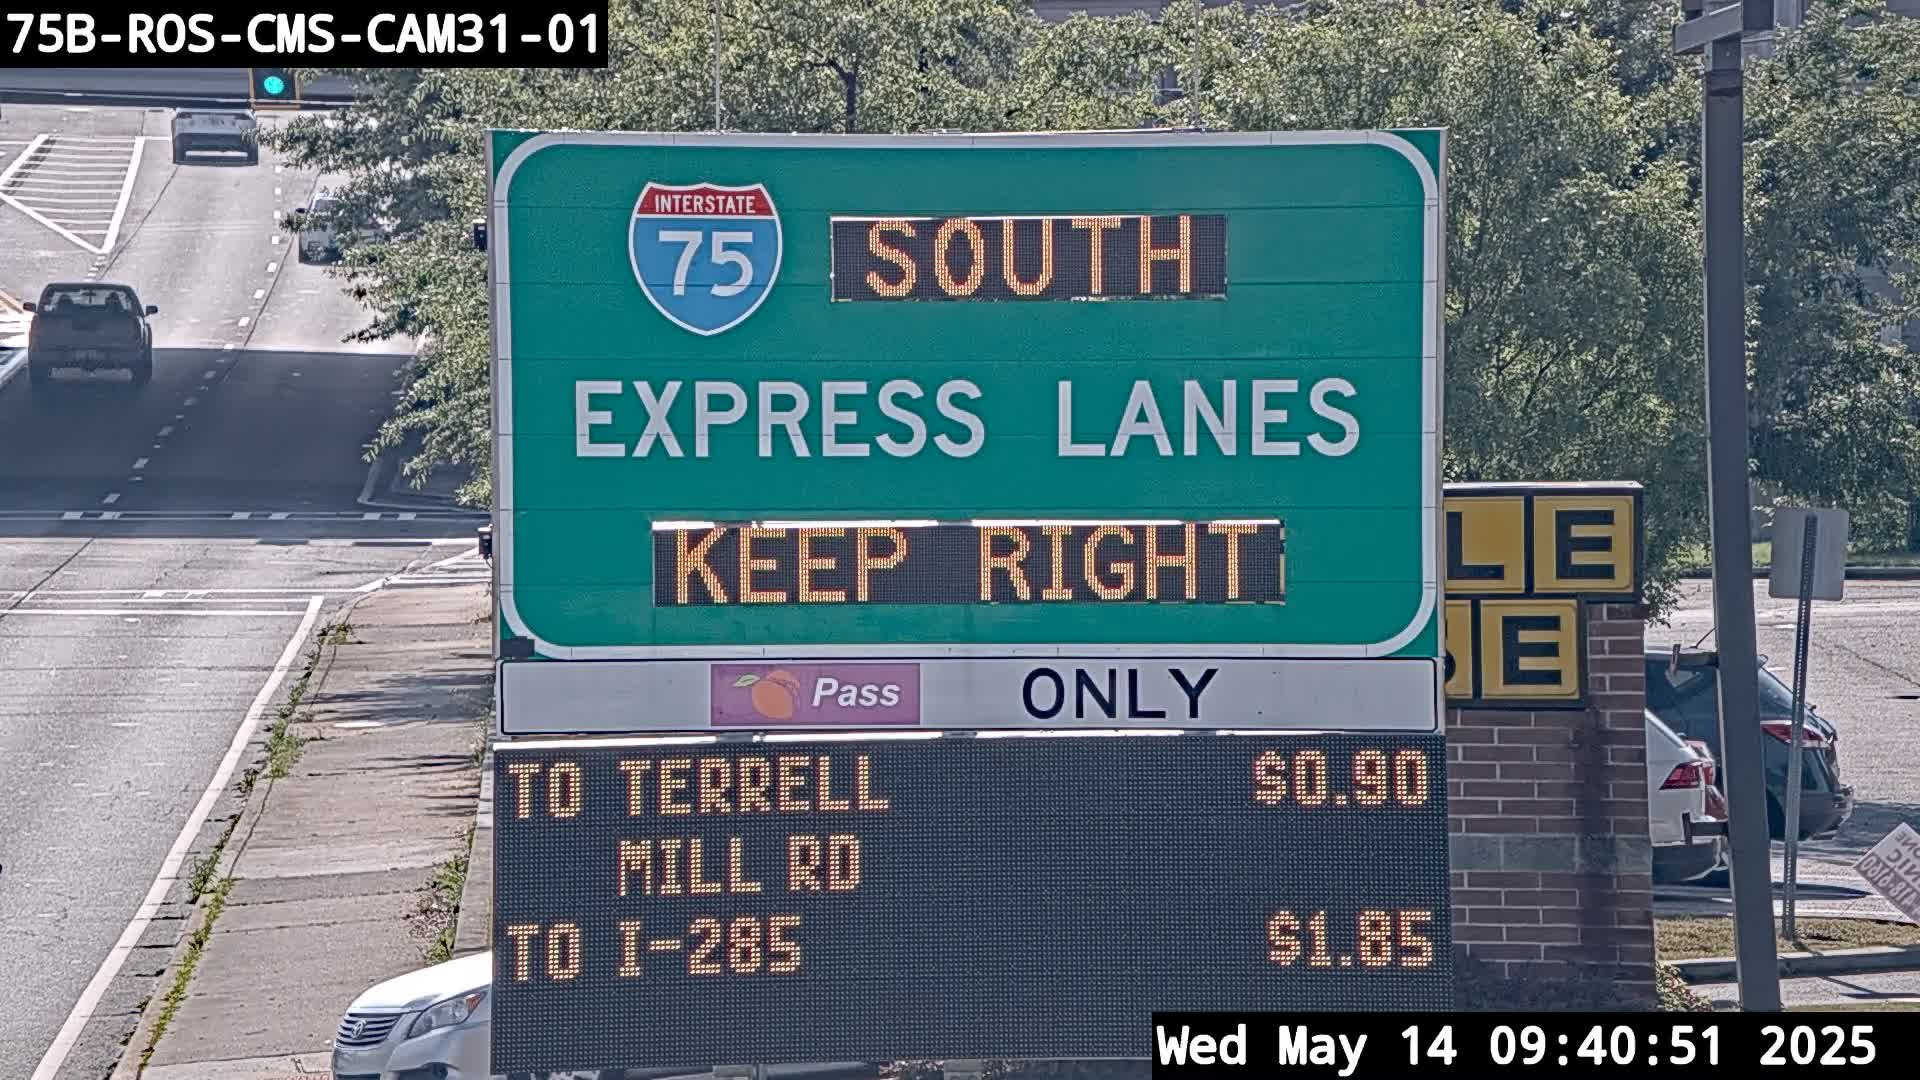 75B-ROS-CMS-CAM31-01
INTERSTATE
75
SOUTH
EXPRESS LANES
KEEP RIGHT
Pass ONLY
TO TERRELL $0.90
MILL RD
TO I-285 $1.85
LE
E
Wed May 14 09:40:51 2025